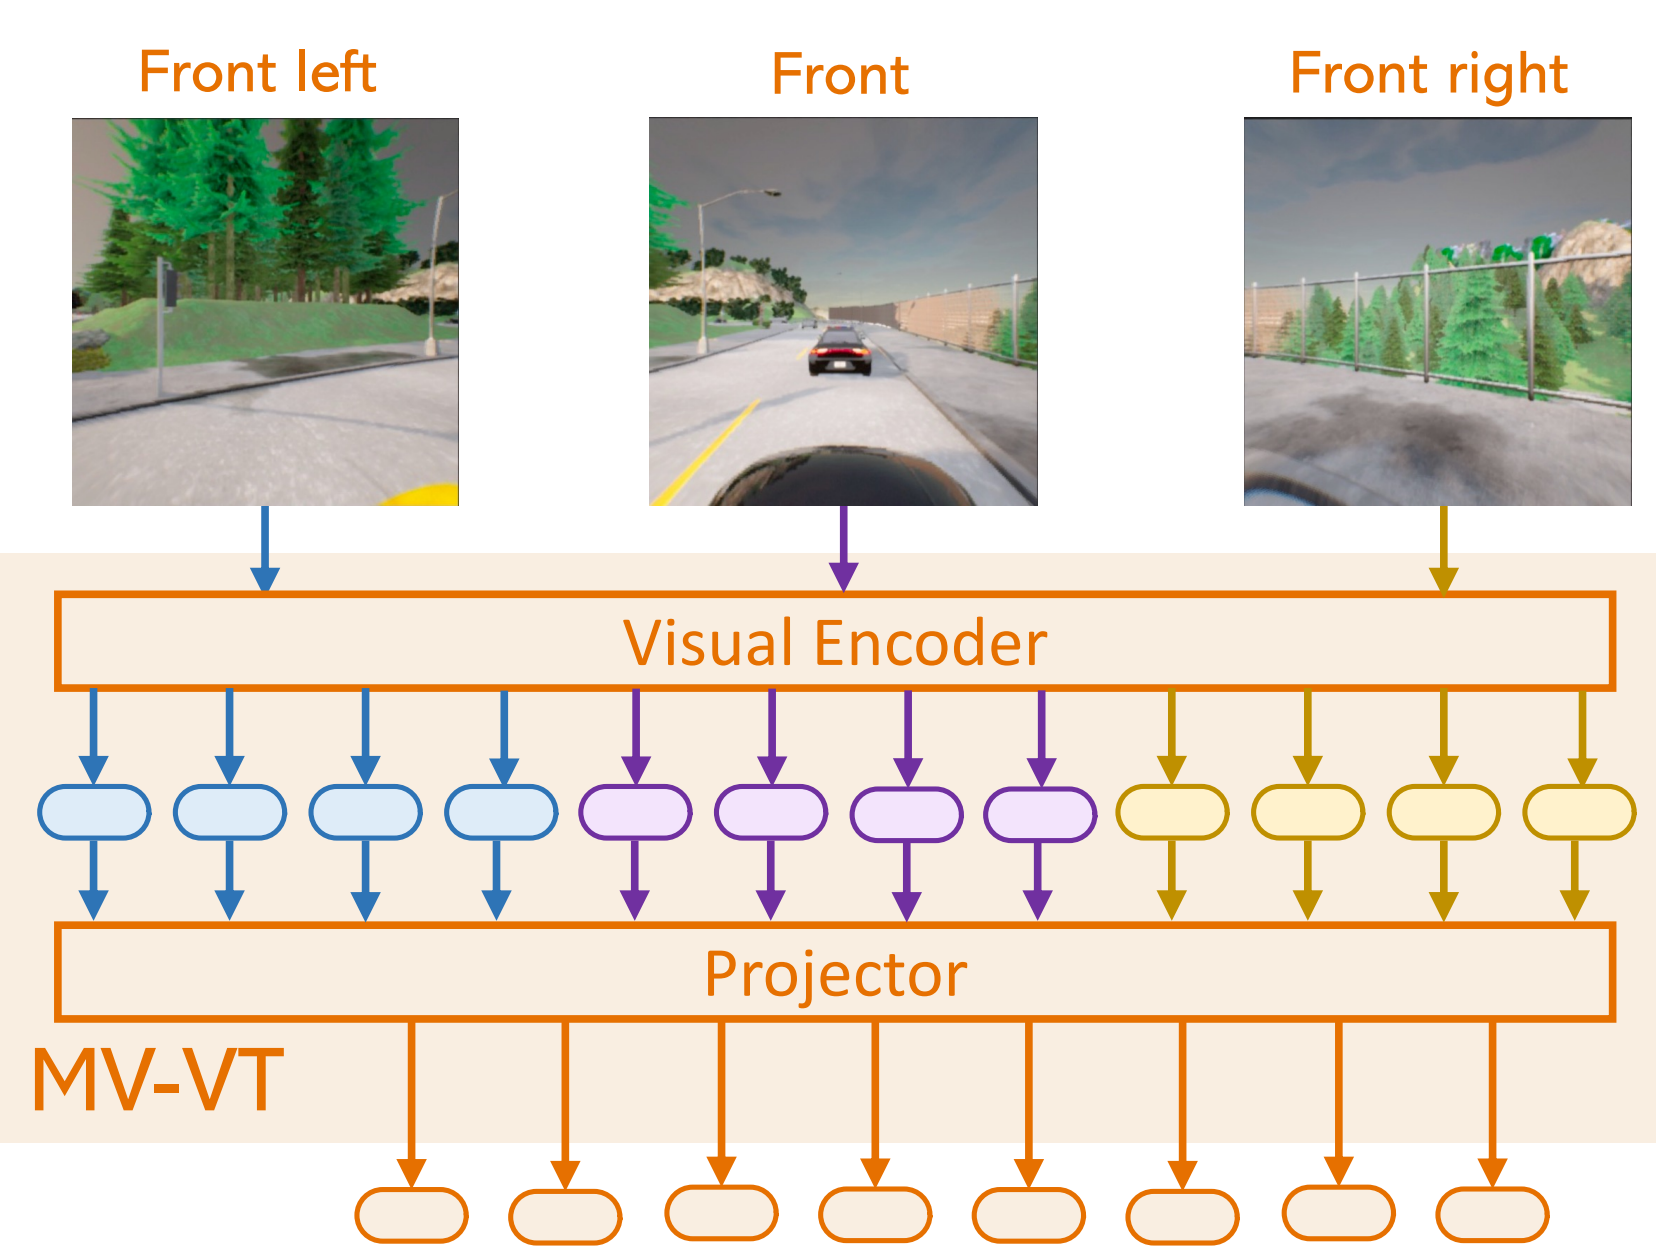 Front left
Front
Front right
Visual Encoder
Projector
MV-VT